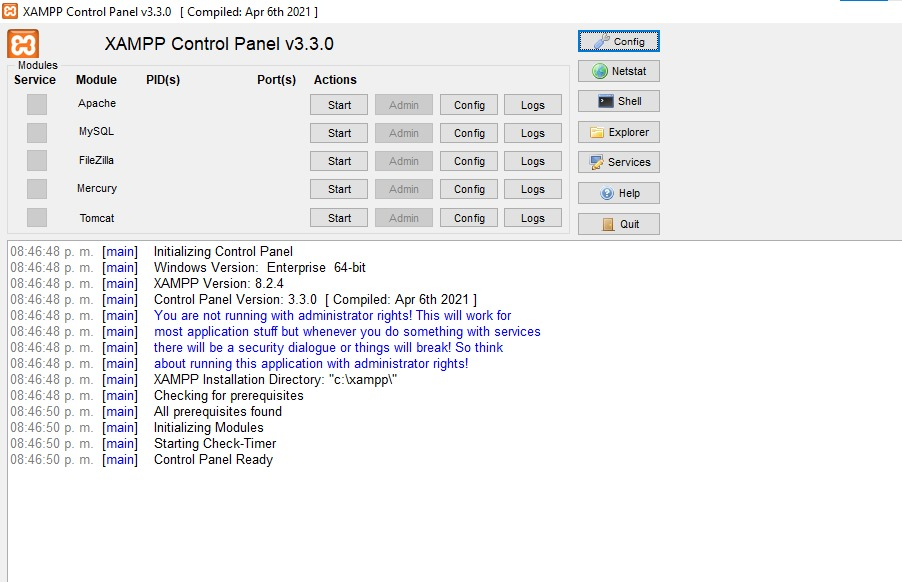 XAMPP Control Panel v3.3.0 [ Compiled: Apr 6th 2021 ]
XAMPP Control Panel v3.3.0
Modules
Service Module PID(s) Port(s) Actions
Apache Start Admin Config Logs
MySQL Start Admin Config Logs
FileZilla Start Admin Config Logs
Mercury Start Admin Config Logs
Tomcat Start Admin Config Logs
Config
Netstat
Shell
Explorer
Services
Help
Quit
08:46:48 p. m. [main] Initializing Control Panel
08:46:48 p. m. [main] Windows Version: Enterprise 64-bit
08:46:48 p. m. [main] XAMPP Version: 8.2.4
08:46:48 p. m. [main] Control Panel Version: 3.3.0 [ Compiled: Apr 6th 2021 ]
08:46:48 p. m. [main] You are not running with administrator rights! This will work for
08:46:48 p. m. [main] most application stuff but whenever you do something with services
08:46:48 p. m. [main] there will be a security dialogue or things will break! So think
08:46:48 p. m. [main] about running this application with administrator rights!
08:46:48 p. m. [main] XAMPP Installation Directory: "c:\xampp\"
08:46:48 p. m. [main] Checking for prerequisites
08:46:50 p. m. [main] All prerequisites found
08:46:50 p. m. [main] Initializing Modules
08:46:50 p. m. [main] Starting Check-Timer
08:46:50 p. m. [main] Control Panel Ready